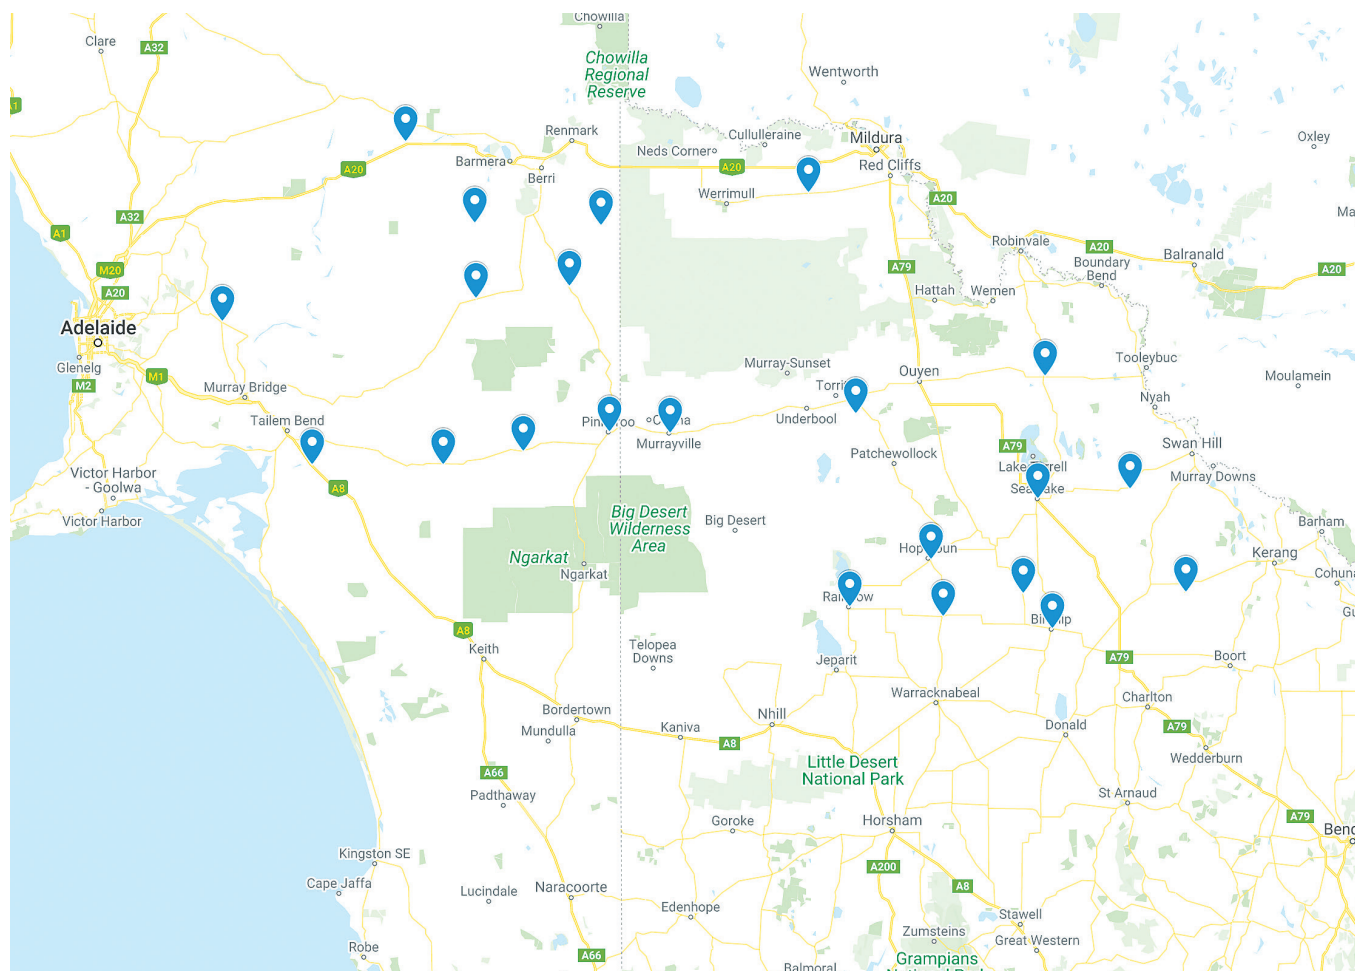 Chowilla
Clare
A32
Chowilla
Regional
Reserve
Wentworth
A1
Renmark
Cullulleraine
Mildura
Oxley
Barmera
Neds Corner
A20
A20
Red Cliffs
Berri
Werrimull
A20
A32
A1
Robinvale
A20
M20
A79
Boundary
Bend
Balranald
A20
A20
Hattah
Wemen
Adelaide
Glenelg
M1
Murray-Sunset
Ouyen
Tooleybuc
M2
Murray Bridge
Moulamein
Underbool
Nyah
Tailem Bend
Murrayville
A79
Swan Hill
Patchewollock
Murray Downs
Victor Harbor
- Goolwa
A8
Victor Harbor
Big Desert
Wilderness
Area
Big Desert
Barham
Ngarkat
Ngarkat
Kerang
A8
Keith
Telopea
Downs
Jeparit
A79
Boort
Warracknabeal
Charlton
Bordertown
Nhill
Mundulla
Kaniva
A8
Donald
A79
Wedderburn
A66
Little Desert
National Park
Padthaway
St Arnaud
Goroke
Horsham
A79
Kingston SE
A200
Cape Jaffa
Lucindale
Naracoorte
A8
Edenhope
Stawell
Robe
Zumsteins
Great Western
A66
Balmoral
Grampians